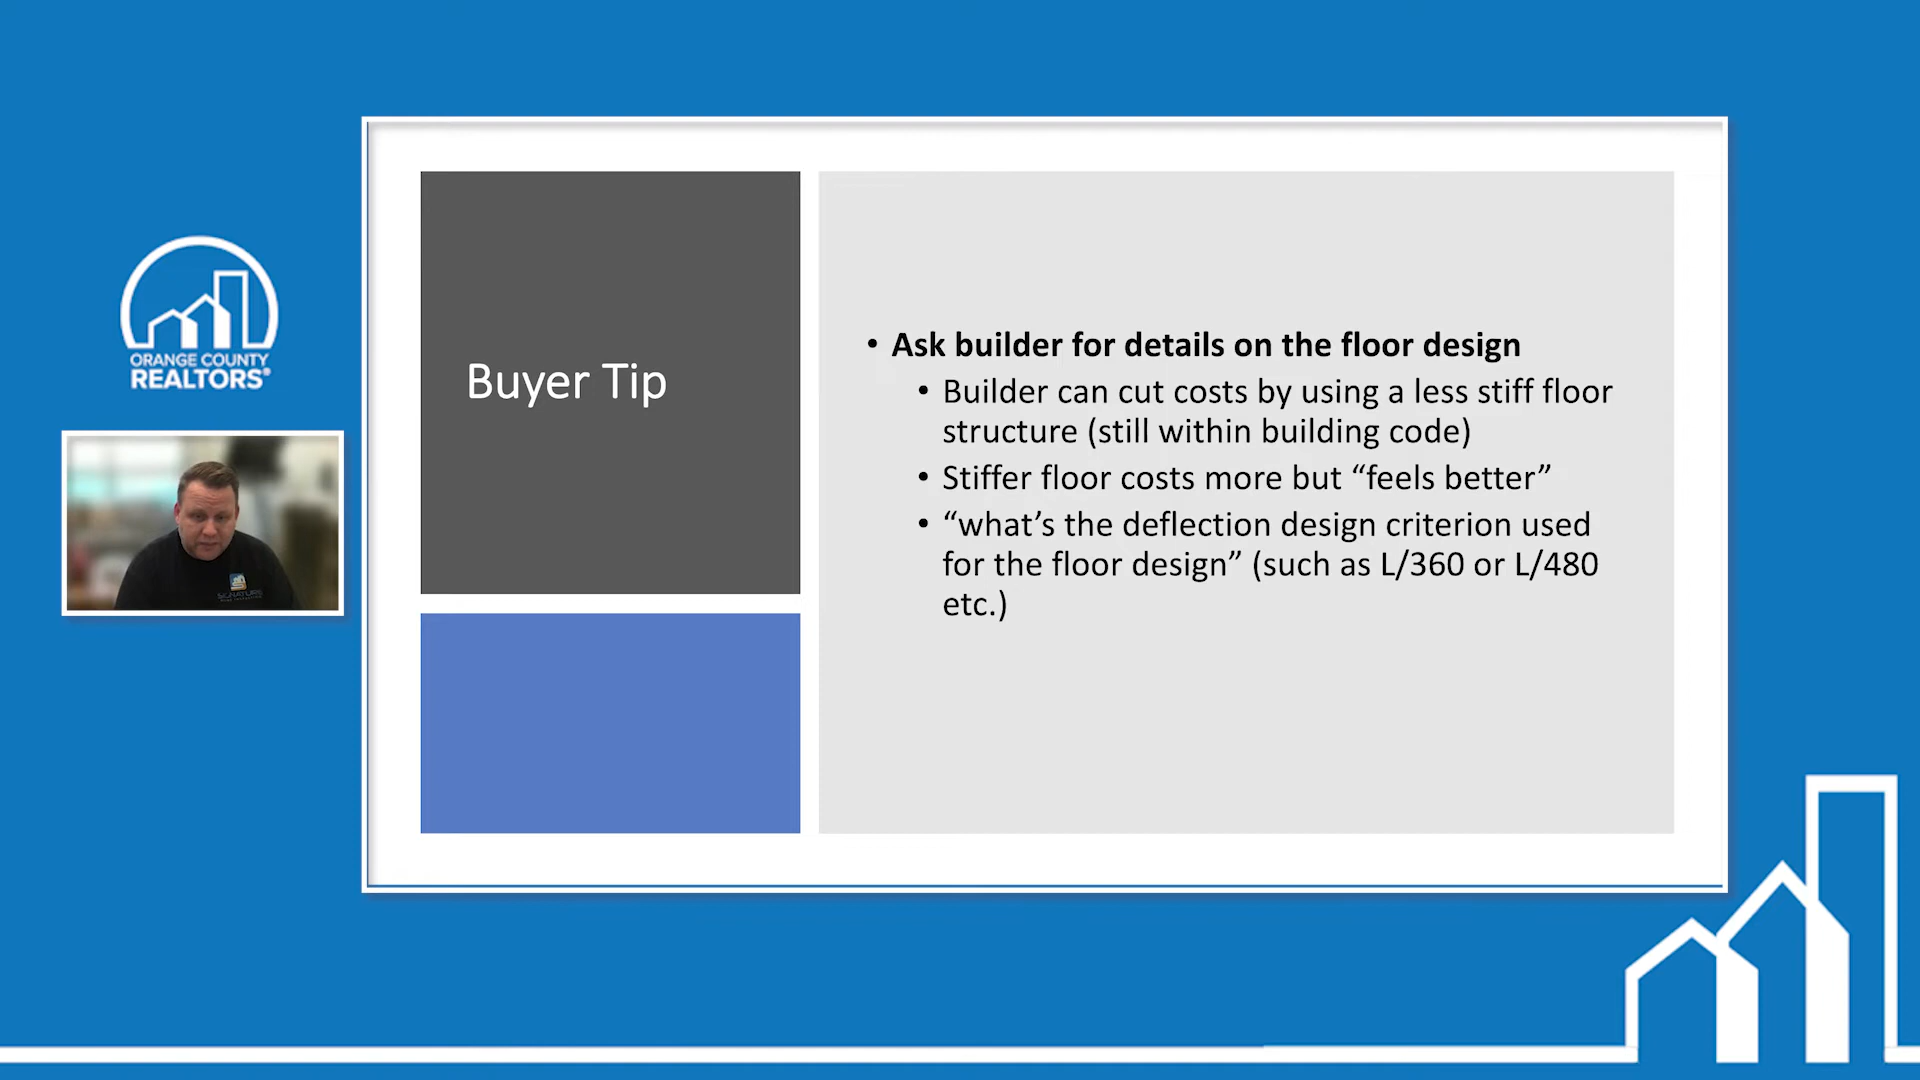 ORANGE COUNTY
REALTORS®
SIGNATURE
Buyer Tip
• Ask builder for details on the floor design
• Builder can cut costs by using a less stiff floor
structure (still within building code)
• Stiffer floor costs more but “feels better”
• “what’s the deflection design criterion used
for the floor design” (such as L/360 or L/480
etc.)